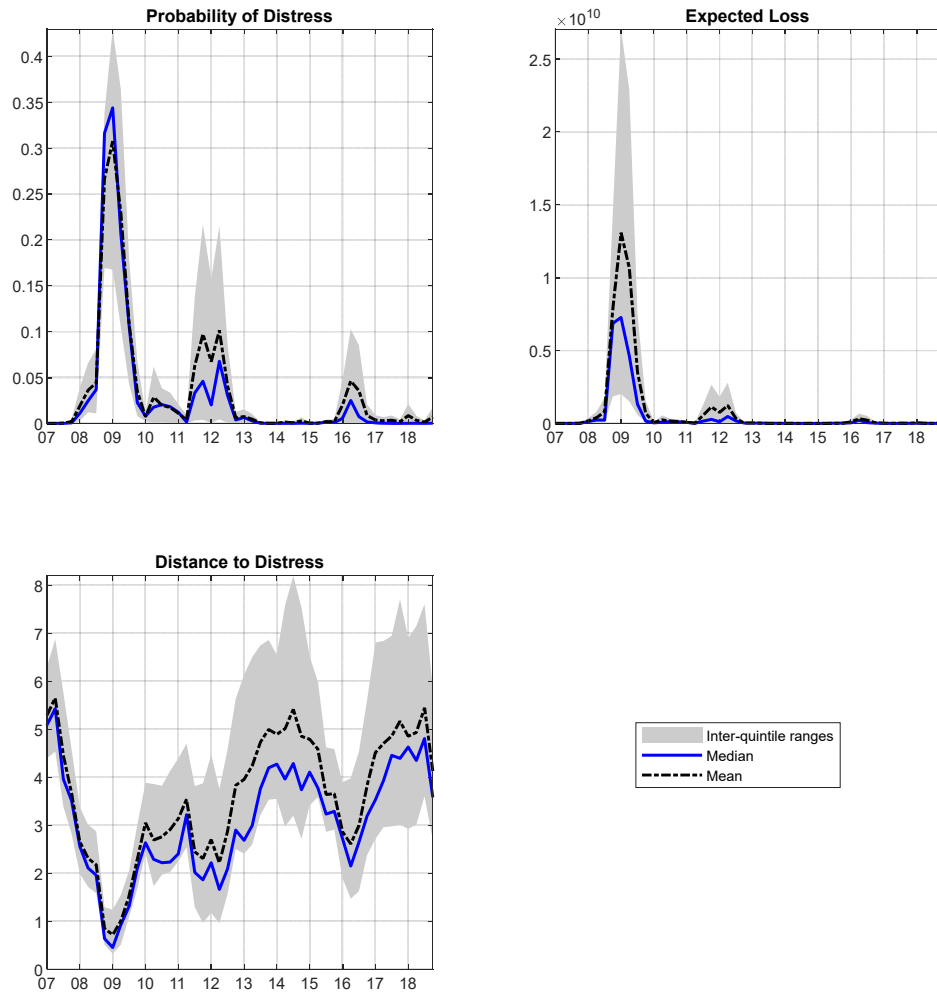 Probability of Distress
0.4
0.35
0.3
0.25
0.2
0.15
0.1
0.05
0
07 08 09 10 11 12 13 14 15 16 17 18
Expected Loss
×10^10
2.5
2
1.5
1
0.5
0
07 08 09 10 11 12 13 14 15 16 17 18
Distance to Distress
8
7
6
5
4
3
2
1
0
07 08 09 10 11 12 13 14 15 16 17 18
Inter-quintile ranges
Median
Mean